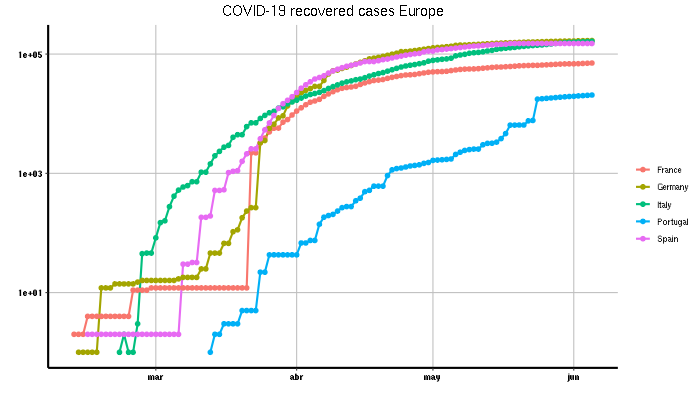 COVID-19 recovered cases Europe
1e+05
1e+03
1e+01
mar
abr
may
jun
France
Germany
Italy
Portugal
Spain